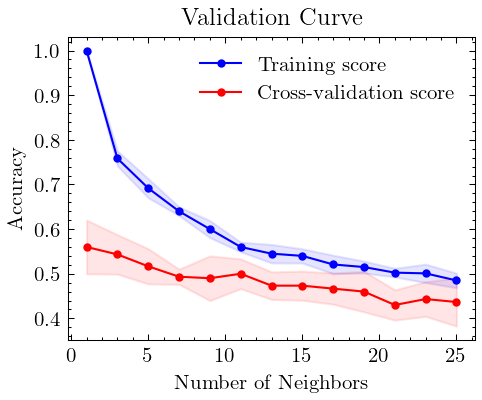 Validation Curve
1.0
0.9
0.8
0.7
0.6
0.5
0.4
Accuracy
Training score
Cross-validation score
0 5 10 15 20 25
Number of Neighbors